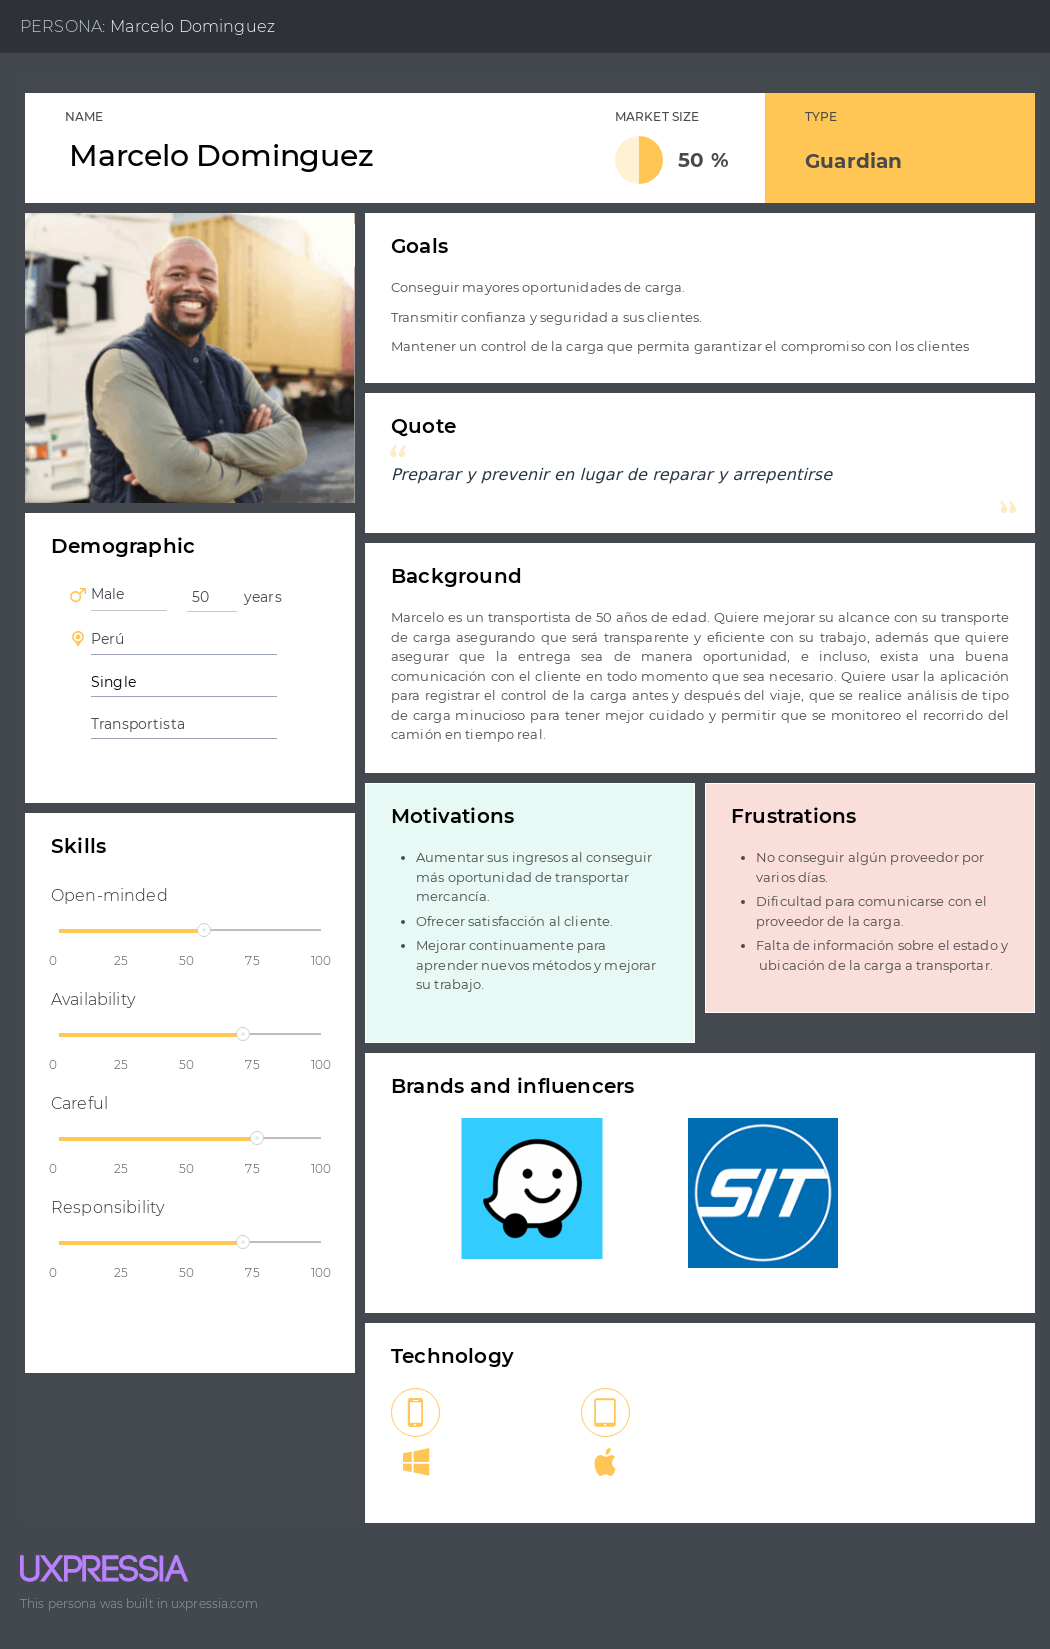 PERSONA: Marcelo Dominguez
NAME
Marcelo Dominguez
MARKET SIZE
50 %
TYPE
Guardian
Goals
Conseguir mayores oportunidades de carga.
Transmitir confianza y seguridad a sus clientes.
Mantener un control de la carga que permita garantizar el compromiso con los clientes
Quote
“
Preparar y prevenir en lugar de reparar y arrepentirse
”
Demographic
Male
50 years
Perú
Single
Transportista
Background
Marcelo es un transportista de 50 años de edad. Quiere mejorar su alcance con su transporte
de carga asegurando que será transparente y eficiente con su trabajo, además que quiere
asegurar que la entrega sea de manera oportunidad, e incluso, exista una buena
comunicación con el cliente en todo momento que sea necesario. Quiere usar la aplicación
para registrar el control de la carga antes y después del viaje, que se realice análisis de tipo
de carga minucioso para tener mejor cuidado y permitir que se monitoreo el recorrido del
camión en tiempo real.
Skills
Open-minded
0 25 50 75 100
Availability
0 25 50 75 100
Careful
0 25 50 75 100
Responsibility
0 25 50 75 100
Motivations
• Aumentar sus ingresos al conseguir
más oportunidad de transportar
mercancía.
• Ofrecer satisfacción al cliente.
• Mejorar continuamente para
aprender nuevos métodos y mejorar
su trabajo.
Frustrations
• No conseguir algún proveedor por
varios días.
• Dificultad para comunicarse con el
proveedor de la carga.
• Falta de información sobre el estado y
ubicación de la carga a transportar.
Brands and influencers
SIT
Technology
UXPRESSIA
This persona was built in uxpressia.com